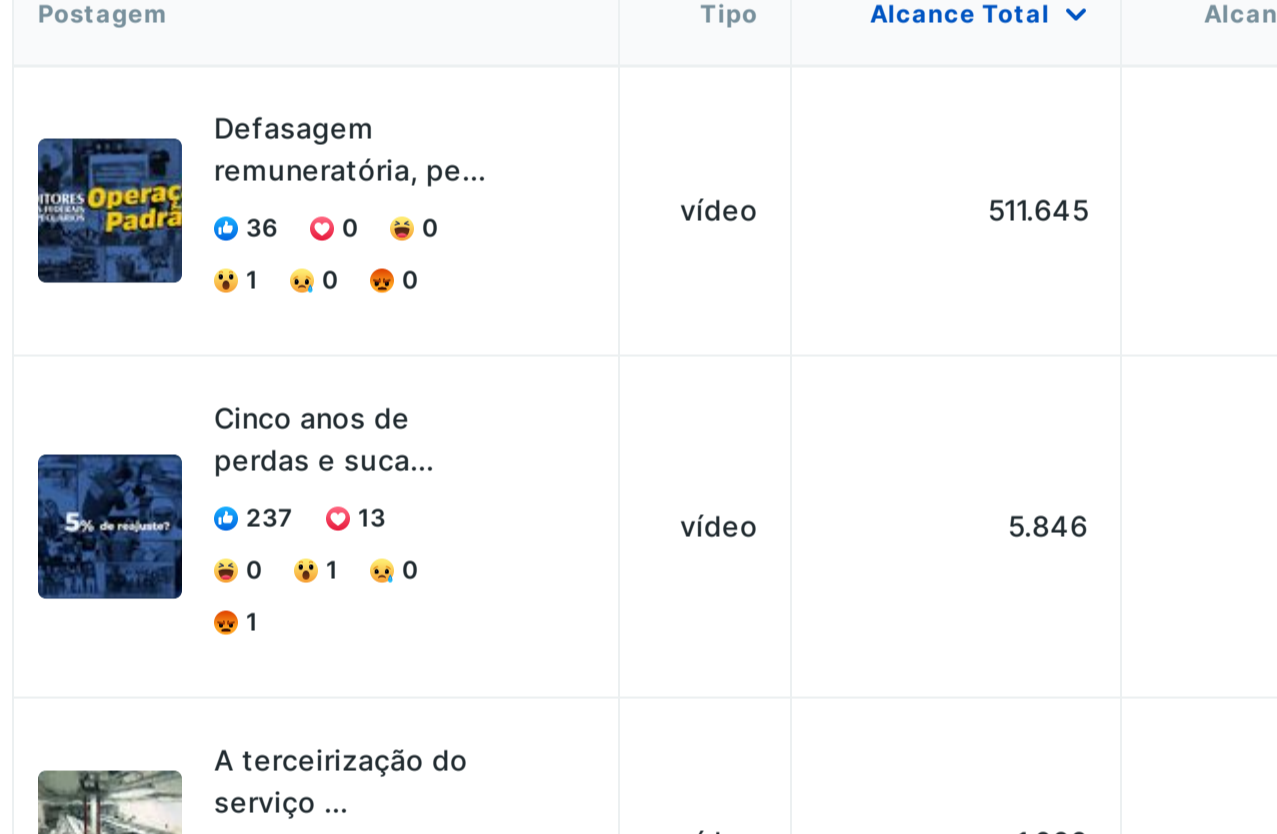 Postagem
Tipo
Alcance Total
Alcan
Defasagem
remuneratória, pe...
36 0 0
1 0 0
ITORES
Operaç
Padrã
vídeo
511.645
Cinco anos de
perdas e suca...
237 13
0 1 0
1
5% de reajuste?
vídeo
5.846
A terceirização do
serviço ...